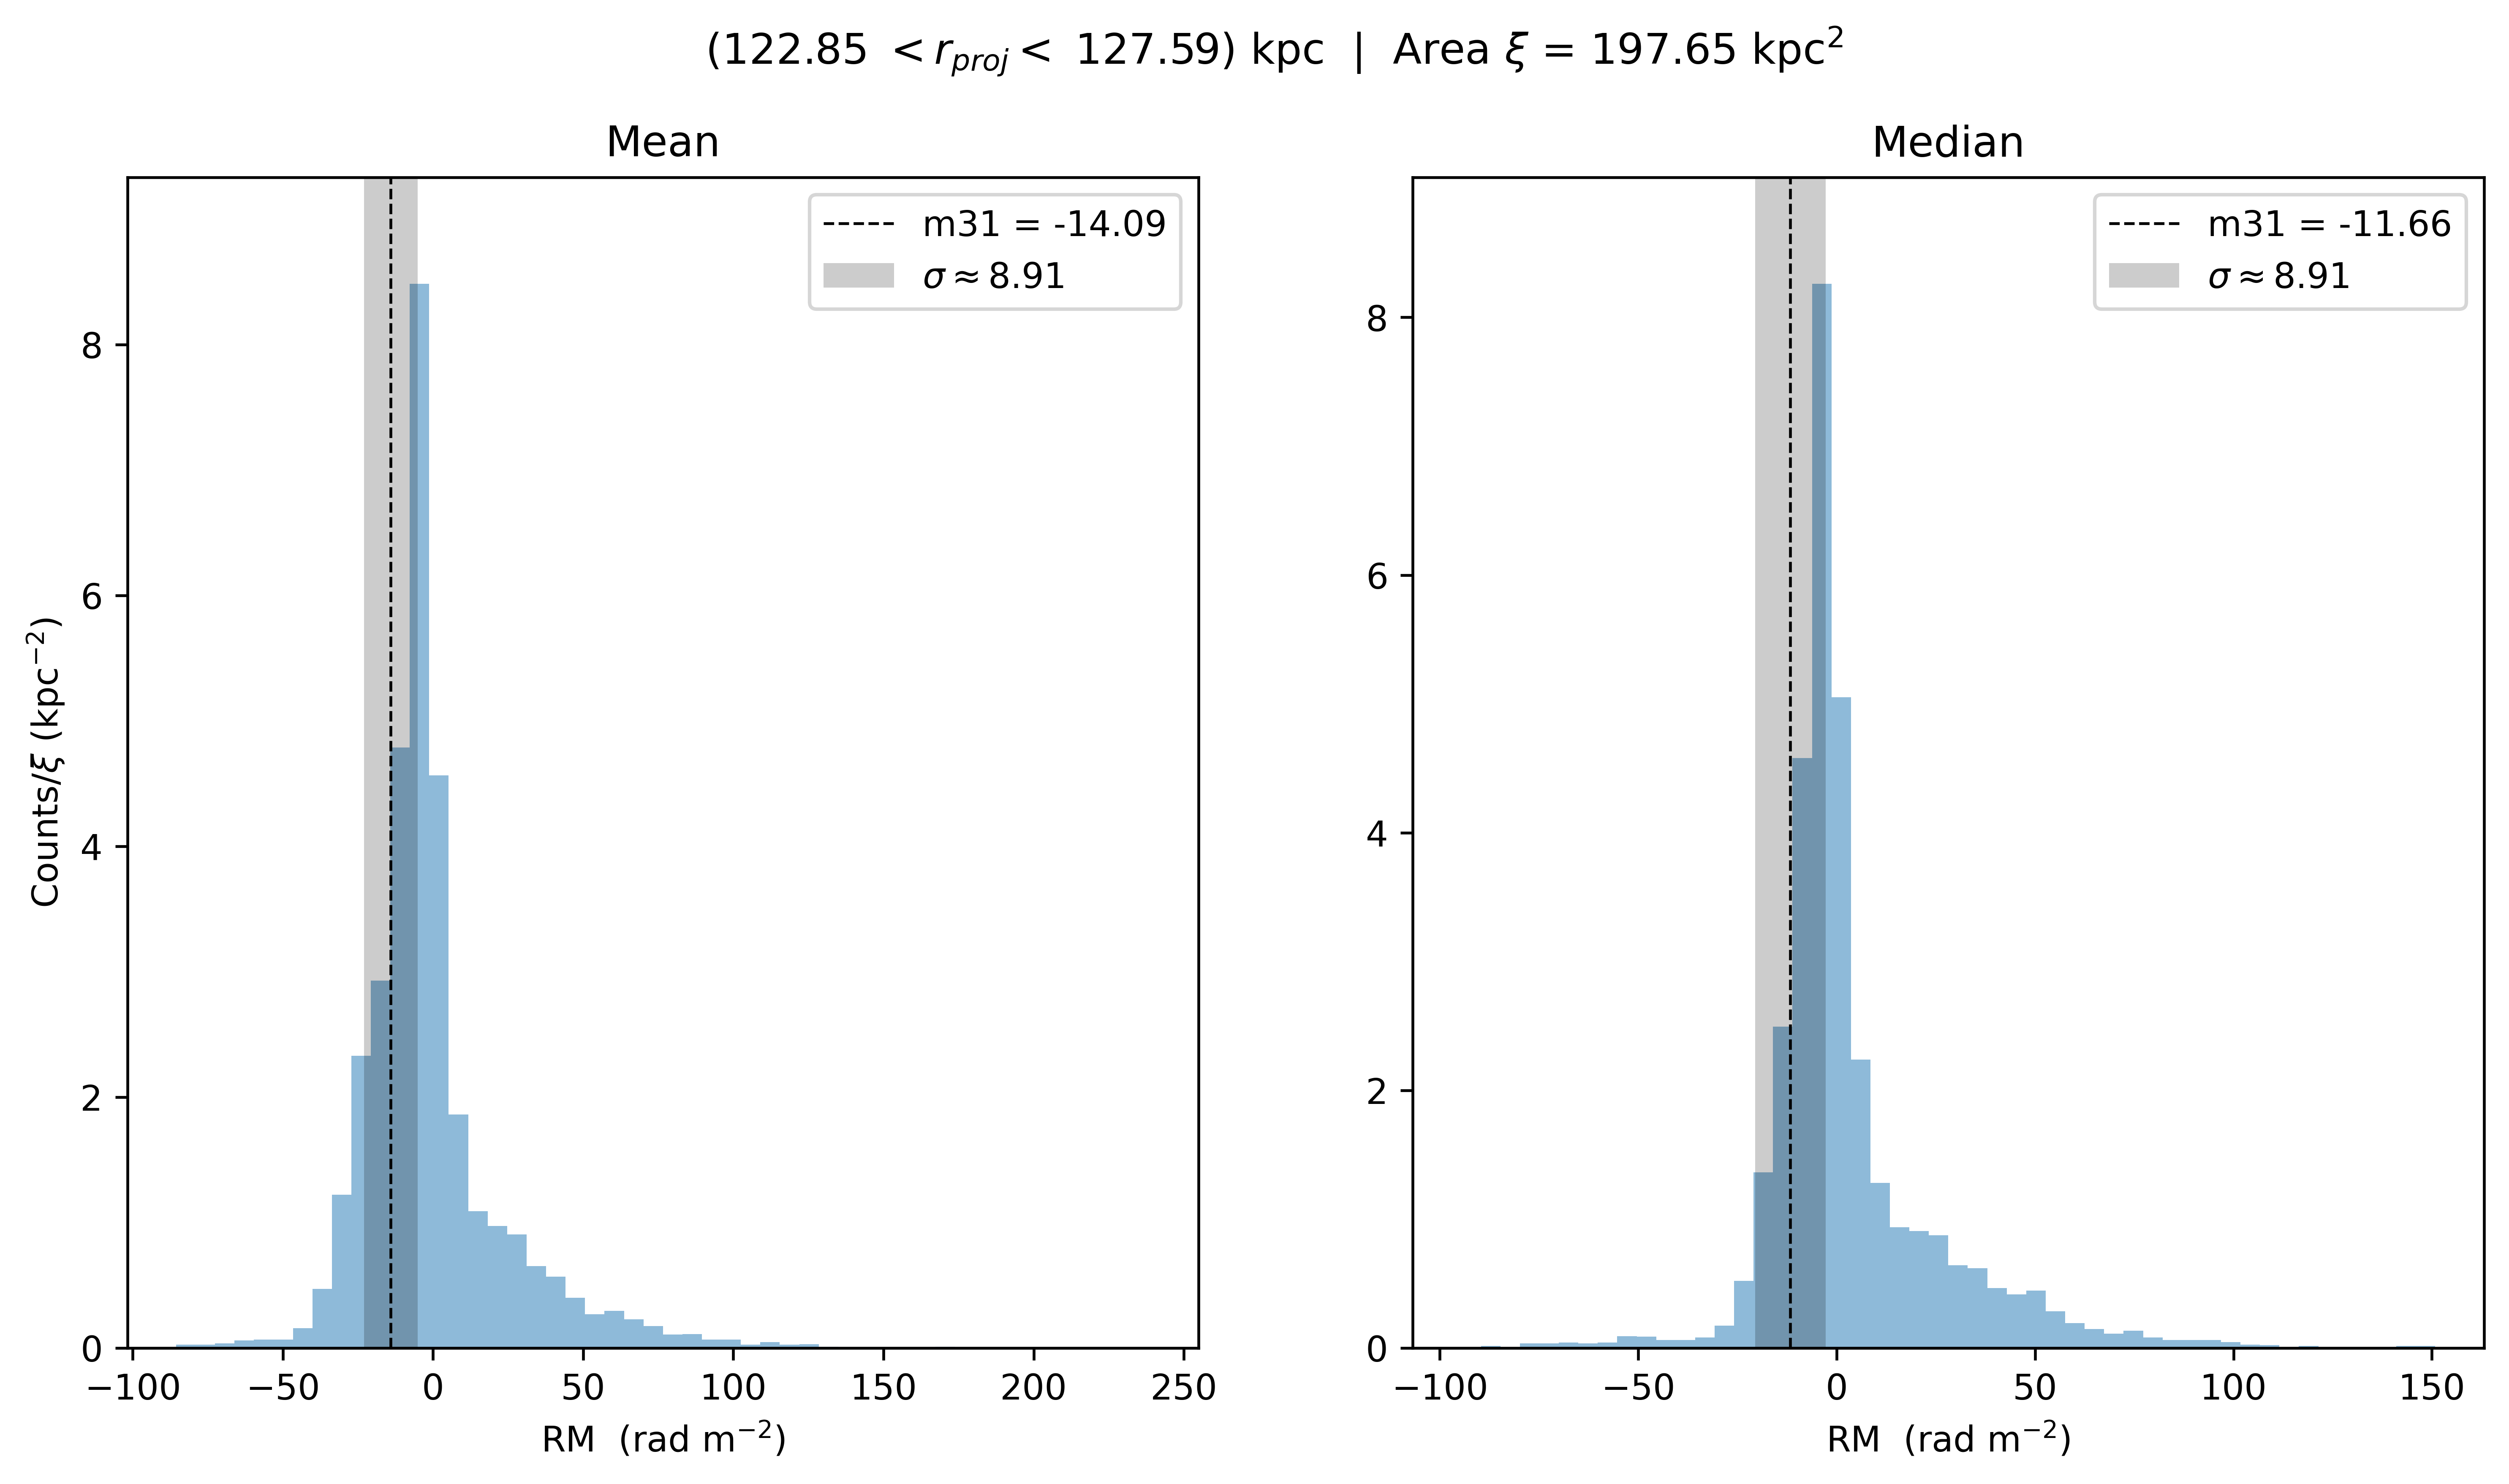 (122.85 < r_proj < 127.59) kpc | Area ξ = 197.65 kpc²
Mean
m31 = -14.09
σ ≈ 8.91
8
6
4
2
0
Counts/ξ (kpc⁻²)
−100 −50 0 50 100 150 200 250
RM (rad m⁻²)
Median
m31 = -11.66
σ ≈ 8.91
8
6
4
2
0
−100 −50 0 50 100 150
RM (rad m⁻²)